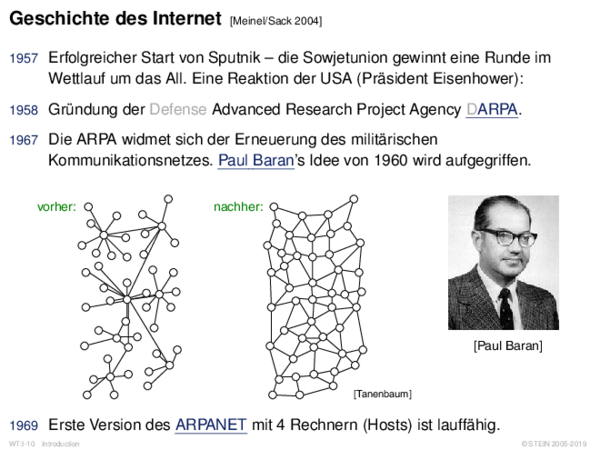 Geschichte des Internet [Meinel/Sack 2004]
1957 Erfolgreicher Start von Sputnik – die Sowjetunion gewinnt eine Runde im
Wettlauf um das All. Eine Reaktion der USA (Präsident Eisenhower):
1958 Gründung der Defense Advanced Research Project Agency DARPA.
1967 Die ARPA widmet sich der Erneuerung des militärischen
Kommunikationsnetzes. Paul Baran's Idee von 1960 wird aufgegriffen.
vorher: nachher:
[Paul Baran]
[Tanenbaum]
1969 Erste Version des ARPANET mit 4 Rechnern (Hosts) ist lauffähig.
WT:I-10 Introduction © STEIN 2005-2019